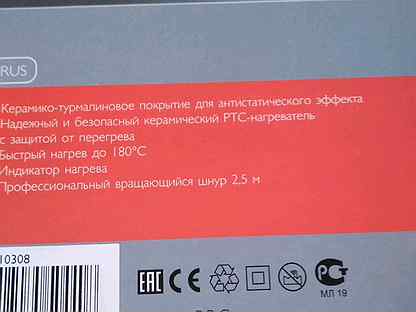 RUS
Керамико-турмалиновое покрытие для антистатического эффекта
Надежный и безопасный керамический PTC-нагреватель
с защитой от перегрева
Быстрый нагрев до 180°C
Индикатор нагрева
Профессиональный вращающийся шнур 2,5 м
10308
EAC CE PCT
МЛ 19